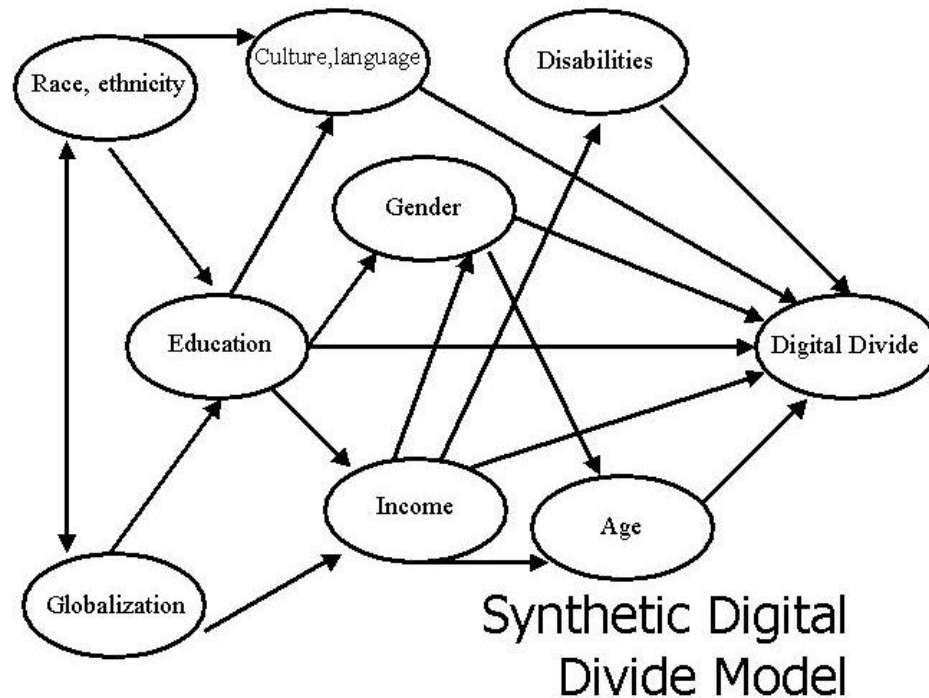 Race, ethnicity
Culture,language
Disabilities
Gender
Education
Digital Divide
Income
Age
Globalization
Synthetic Digital
Divide Model